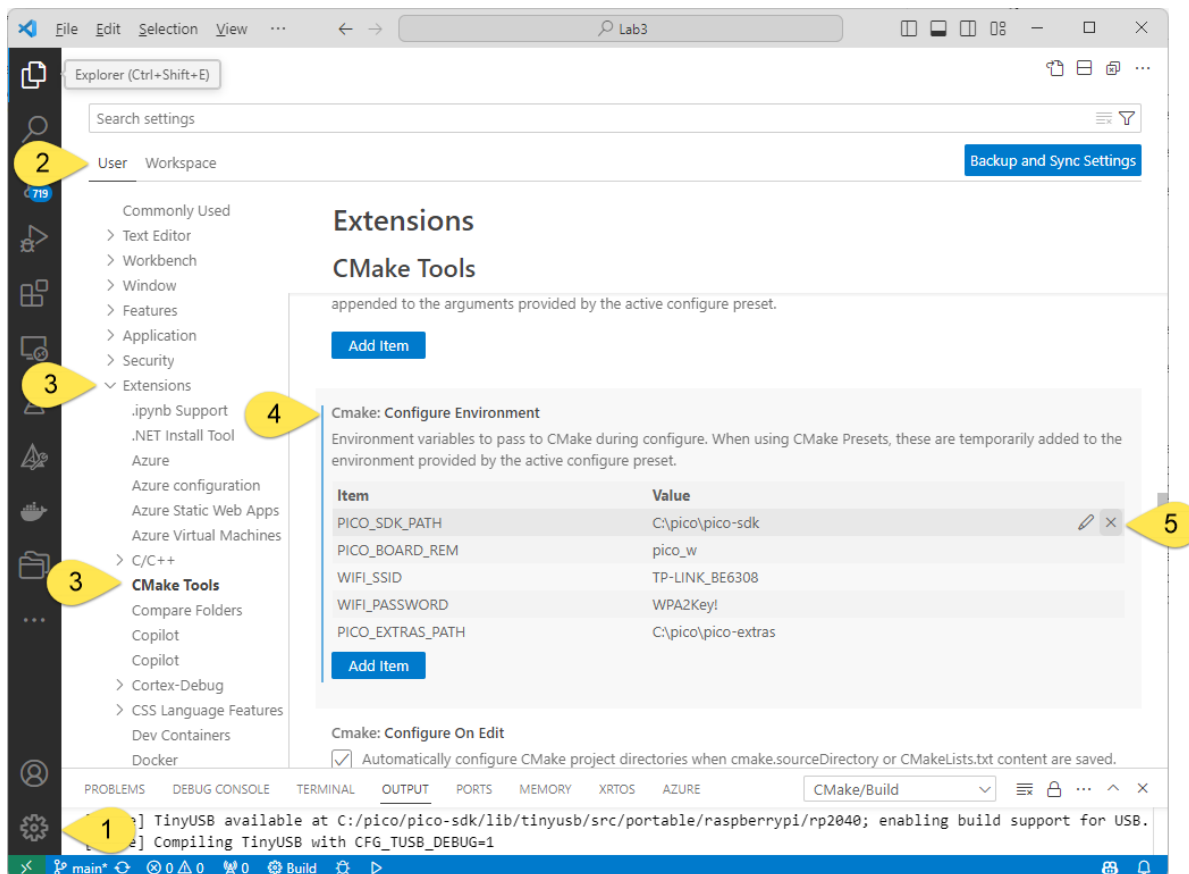 File Edit Selection View ··· Lab3
Explorer (Ctrl+Shift+E)
Search settings
2
User Workspace
Backup and Sync Settings
719
Commonly Used
Text Editor
Workbench
Window
Features
Application
Security
3
Extensions
.ipynb Support
.NET Install Tool
Azure
Azure configuration
Azure Static Web Apps
Azure Virtual Machines
C/C++
3
CMake Tools
Compare Folders
Copilot
Copilot
Cortex-Debug
CSS Language Features
Dev Containers
Docker
Extensions
CMake Tools
appended to the arguments provided by the active configure preset.
Add Item
4
Cmake: Configure Environment
Environment variables to pass to CMake during configure. When using CMake Presets, these are temporarily added to the
environment provided by the active configure preset.
Item Value
PICO_SDK_PATH C:\pico\pico-sdk
5
PICO_BOARD_REM pico_w
WIFI_SSID TP-LINK_BE6308
WIFI_PASSWORD WPA2Key!
PICO_EXTRAS_PATH C:\pico\pico-extras
Add Item
Cmake: Configure On Edit
Automatically configure CMake project directories when cmake.sourceDirectory or CMakeLists.txt content are saved.
PROBLEMS DEBUG CONSOLE TERMINAL OUTPUT PORTS MEMORY XRTOS AZURE CMake/Build
1
] TinyUSB available at C:/pico/pico-sdk/lib/tinyusb/src/portable/raspberrypi/rp2040; enabling build support for USB.
] Compiling TinyUSB with CFG_TUSB_DEBUG=1
main* 0 0 0 Build